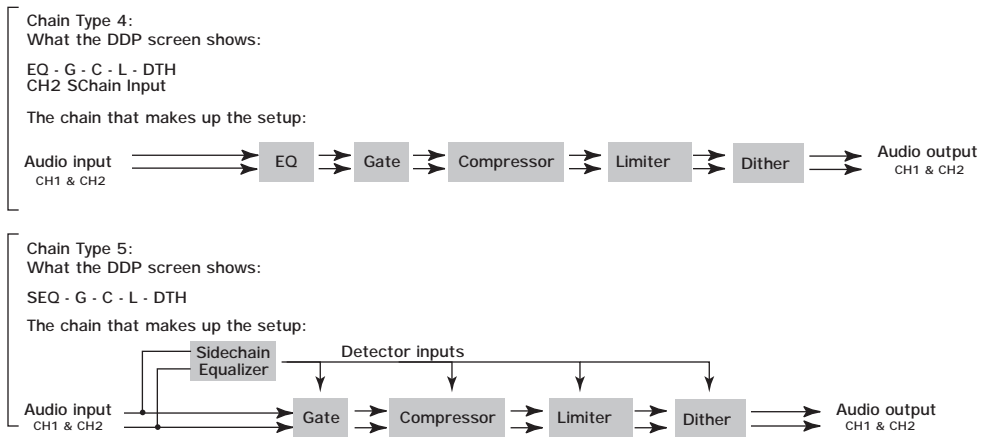 Chain Type 4:
What the DDP screen shows:
EQ - G - C - L - DTH
CH2 SChain Input
The chain that makes up the setup:
Audio input
CH1 & CH2
EQ
Gate
Compressor
Limiter
Dither
Audio output
CH1 & CH2
Chain Type 5:
What the DDP screen shows:
SEQ - G - C - L - DTH
The chain that makes up the setup:
Sidechain
Equalizer
Detector inputs
Audio input
CH1 & CH2
Gate
Compressor
Limiter
Dither
Audio output
CH1 & CH2